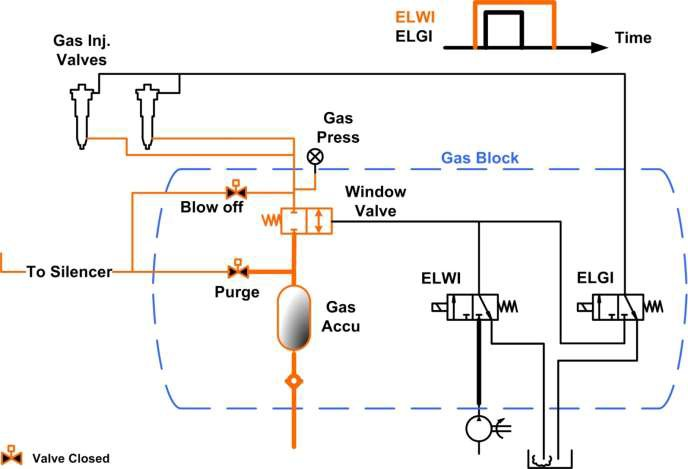 ELWI
ELGI
Time
Gas Inj.
Valves
Gas
Press
Gas Block
Blow off
Window
Valve
To Silencer
Purge
ELWI
ELGI
Gas
Accu
Valve Closed